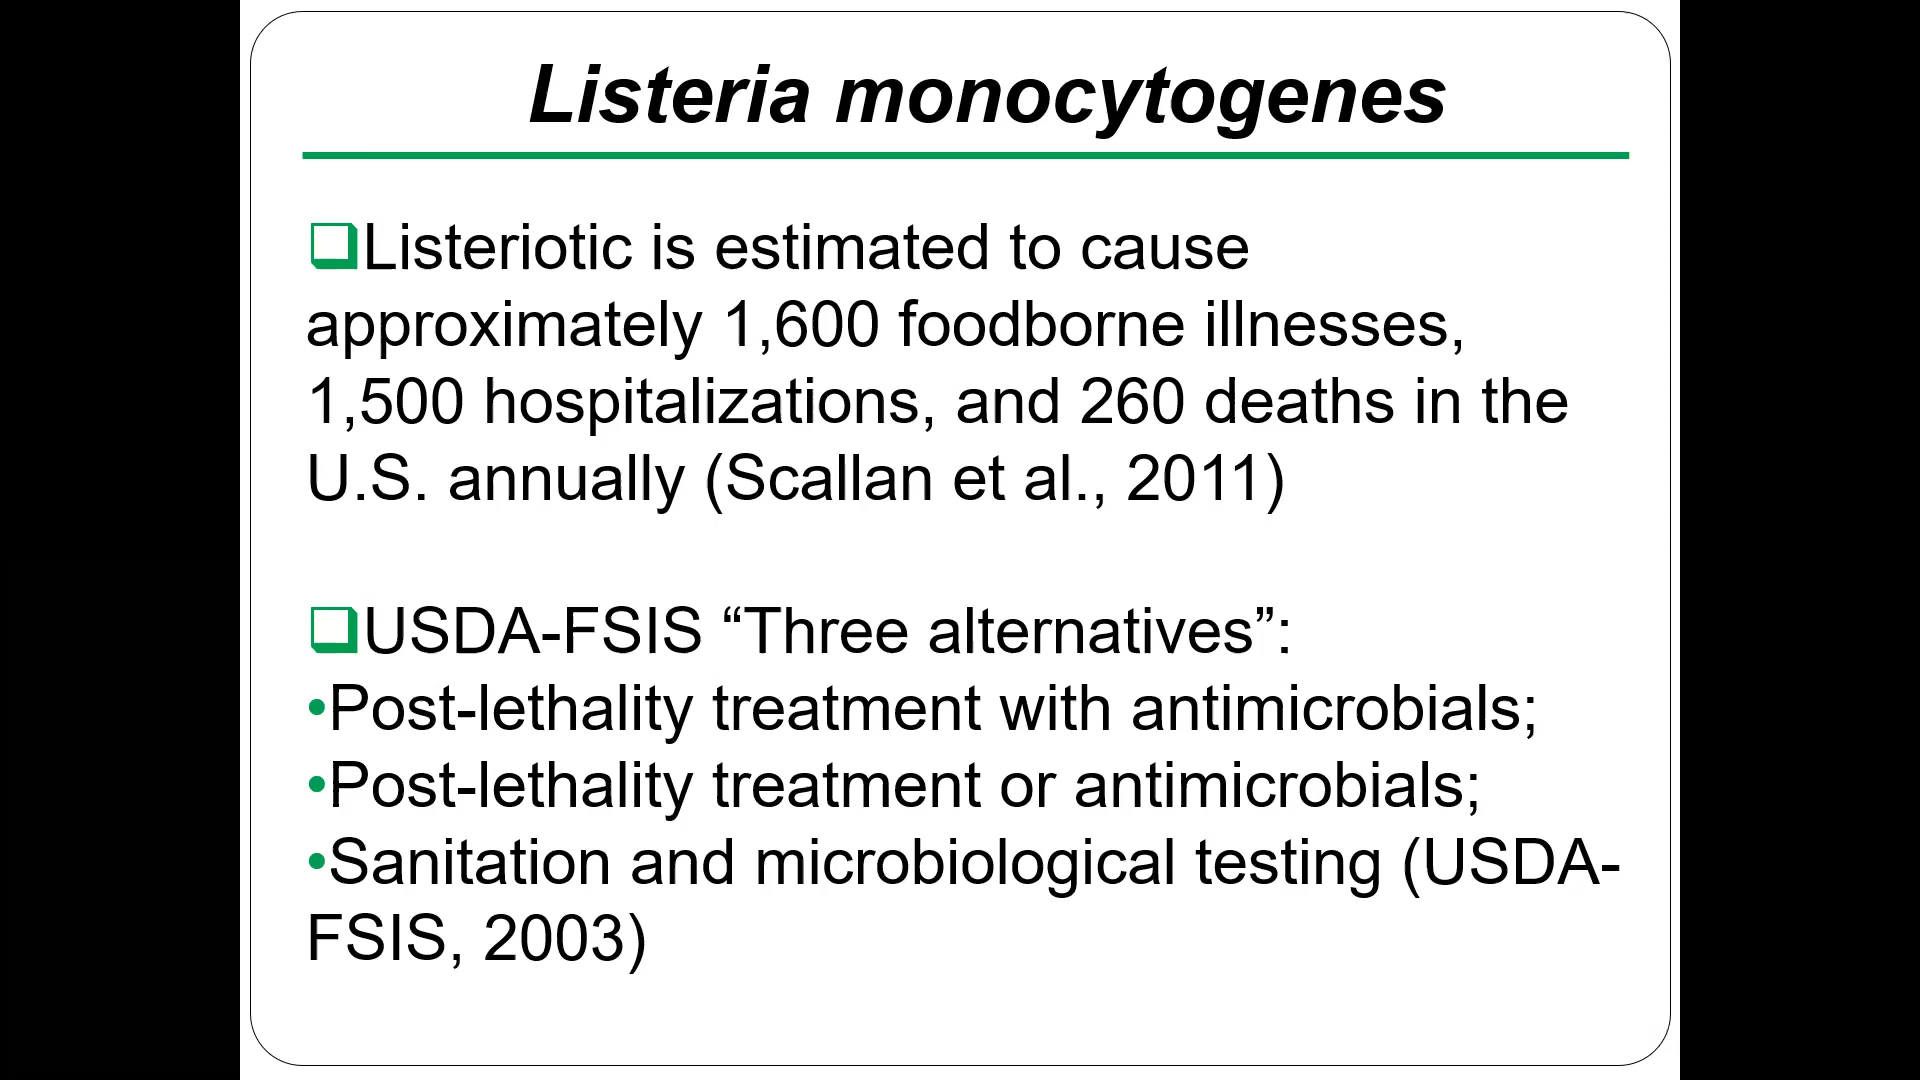 Listeria monocytogenes
❑Listeriotic is estimated to cause
approximately 1,600 foodborne illnesses,
1,500 hospitalizations, and 260 deaths in the
U.S. annually (Scallan et al., 2011)
❑USDA-FSIS “Three alternatives”:
•Post-lethality treatment with antimicrobials;
•Post-lethality treatment or antimicrobials;
•Sanitation and microbiological testing (USDA-
FSIS, 2003)